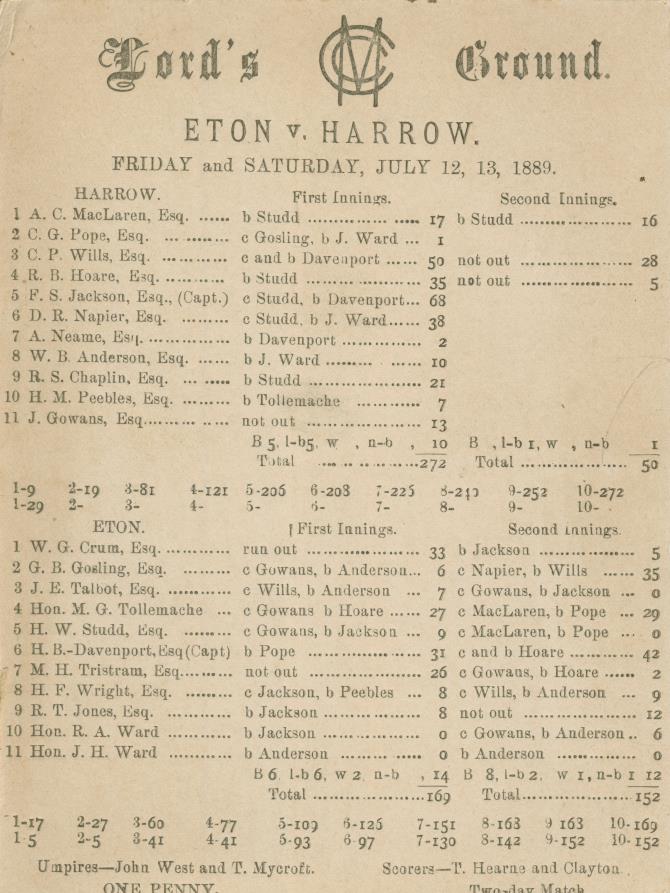 Lord's MCC Ground.
ETON v. HARROW.
FRIDAY and SATURDAY, JULY 12, 13, 1889.
HARROW. First Innings. Second Innings.
1 A. C. MacLaren, Esq. ...... b Studd .................. 17 b Studd .................. 16
2 C. G. Pope, Esq. ... ......... c Gosling, b J. Ward ... 1
3 C. P. Wills, Esq. ............ c and b Davenport ...... 50 not out .................. 28
4 R. B. Hoare, Esq. ........... b Studd .................. 35 not out .................. 5
5 F. S. Jackson, Esq., (Capt.) c Studd, b Davenport... 68
6 D. R. Napier, Esq. ......... c Studd, b J. Ward...... 38
7 A. Neame, Esq. ............... b Davenport ............... 2
8 W. B. Anderson, Esq. ...... b J. Ward .................. 10
9 R. S. Chaplin, Esq. ... ..... b Studd .................. 21
10 H. M. Peebles, Esq. ......... b Tollemache ............... 7
11 J. Gowans, Esq............... not out .................. 13
B 5, l-b5, w , n-b , 10 B , l-b 1, w , n-b 1
Total .................. 272 Total .................. 50
1-9 2-19 3-81 4-121 5-206 6-208 7-226 8-240 9-252 10-272
1-29 2- 3- 4- 5- 6- 7- 8- 9- 10-
ETON. First Innings. Second Innings.
1 W. G. Crum, Esq. ............ run out .................. 33 b Jackson .................. 5
2 G. B. Gosling, Esq. ......... c Gowans, b Anderson... 6 c Napier, b Wills ...... 35
3 J. E. Talbot, Esq. ............ c Wills, b Anderson ... 7 c Gowans, b Jackson ... 0
4 Hon. M. G. Tollemache ... c Gowans b Hoare ...... 27 c MacLaren, b Pope ... 29
5 H. W. Studd, Esq. ......... c Gowans, b Jackson ... 9 c MacLaren, b Pope ... 0
6 H. B.-Davenport,Esq(Capt) b Pope .................. 31 c and b Hoare ............ 42
7 M. H. Tristram, Esq......... not out .................. 26 c Gowans, b Hoare ...... 2
8 H. F. Wright, Esq. ......... c Jackson, b Peebles ... 8 c Wills, b Anderson ... 9
9 R. T. Jones, Esq. ............ b Jackson .................. 8 not out .................. 12
10 Hon. R. A. Ward ............ b Jackson .................. 0 c Gowans, b Anderson .. 6
11 Hon. J. H. Ward ............ b Anderson ............... 0 b Anderson ............... 0
B 6, l-b 6, w 2, n-b , 14 B 8, l-b 2, w 1, n-b 1 12
Total .................. 169 Total.................. 152
1-17 2-27 3-60 4-77 5-109 6-126 7-151 8-163 9 163 10-169
1-5 2-5 3-41 4-41 5-93 6-97 7-130 8-142 9-152 10-152
Umpires—John West and T. Mycroft. Scorers—T. Hearne and Clayton.
ONE PENNY. Two-day Match